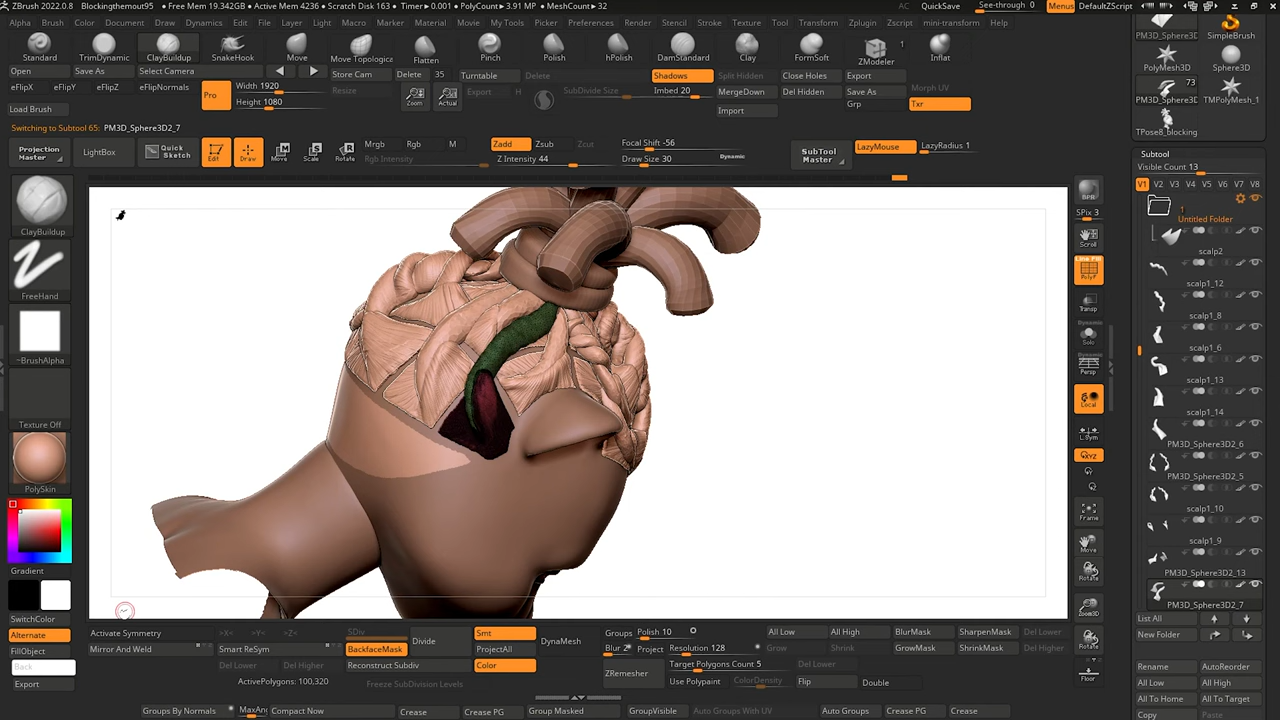 ZBrush 2022.0.8 Blockingthemout95 • Free Mem 19.342GB • Active Mem 4236 • Scratch Disk 163 • Timer▶0.001 • PolyCount▶3.91 MP • MeshCount▶32 AC QuickSave See-through 0 Menus DefaultZScript
Alpha Brush Color Document Draw Dynamics Edit File Layer Light Macro Marker Material Movie My Tools Picker Preferences Render Stencil Stroke Texture Tool Transform Zplugin Zscript mini-transform Help
Standard TrimDynamic ClayBuildup SnakeHook Move Move Topologica Flatten Pinch Polish hPolish DamStandard Clay FormSoft 1 ZModeler Inflat
Open Save As Select Camera Store Cam Delete 35 Turntable Delete Shadows Split Hidden Close Holes Export Morph UV
eFlipX eFlipY eFlipZ eFlipNormals Pro Width 1920 Resize Zoom Actual Export H SubDivide Size Imbed 20 MergeDown Del Hidden Save As
Load Brush Height 1080 Import Grp Txr
Switching to Subtool 65: PM3D_Sphere3D2_7
Projection Master LightBox Quick Sketch Edit Draw Move Scale Rotate Mrgb Rgb M Zadd Zsub Zcut Focal Shift -56 SubTool Master LazyMouse LazyRadius 1
Rgb Intensity Z Intensity 44 Draw Size 30 Dynamic
PM3D_Sphere3D SimpleBrush
PolyMesh3D Sphere3D
73
PM3D_Sphere3D TMPolyMesh_1
TPose8_blocking
Subtool
Visible Count 13
V1 V2 V3 V4 V5 V6 V7 V8
1
Untitled Folder
scalp2
scalp1_12
scalp1_8
scalp1_6
scalp1_13
scalp1_14
PM3D_Sphere3D2_6
PM3D_Sphere3D2_5
scalp1_10
scalp1_9
PM3D_Sphere3D2_13
PM3D_Sphere3D2_7
List All
New Folder
Rename AutoReorder
All Low All High
All To Home All To Target
Copy Paste
ClayBuildup
FreeHand
~BrushAlpha
Texture Off
PolySkin
Gradient
SwitchColor
Alternate
FillObject
Back
Export
BPR
SPix 3
Scroll
Line Fill
PolyF
Transp
Dynamic
Solo
Dynamic
Persp
Local
L.Sym
XYZ
Frame
Move
Rotate
Zoom3D
Rotate
Floor
Activate Symmetry >X< >Y< >Z< SDiv Divide Smt DynaMesh Groups Polish 10 All Low All High BlurMask SharpenMask Del Lower
Mirror And Weld Smart ReSym BackfaceMask ProjectAll Blur 2 Project Resolution 128 Grow GrowMask ShrinkMask Del Higher
Del Lower Del Higher Reconstruct Subdiv Color ZRemesher Target Polygons Count 5 Del Lower
ActivePolygons: 100,320 Freeze SubDivision Levels Use Polypaint ColorDensity Flip Double
Groups By Normals MaxAn Compact Now Crease Crease PG Group Masked GroupVisible Auto Groups With UV Auto Groups Crease PG Crease